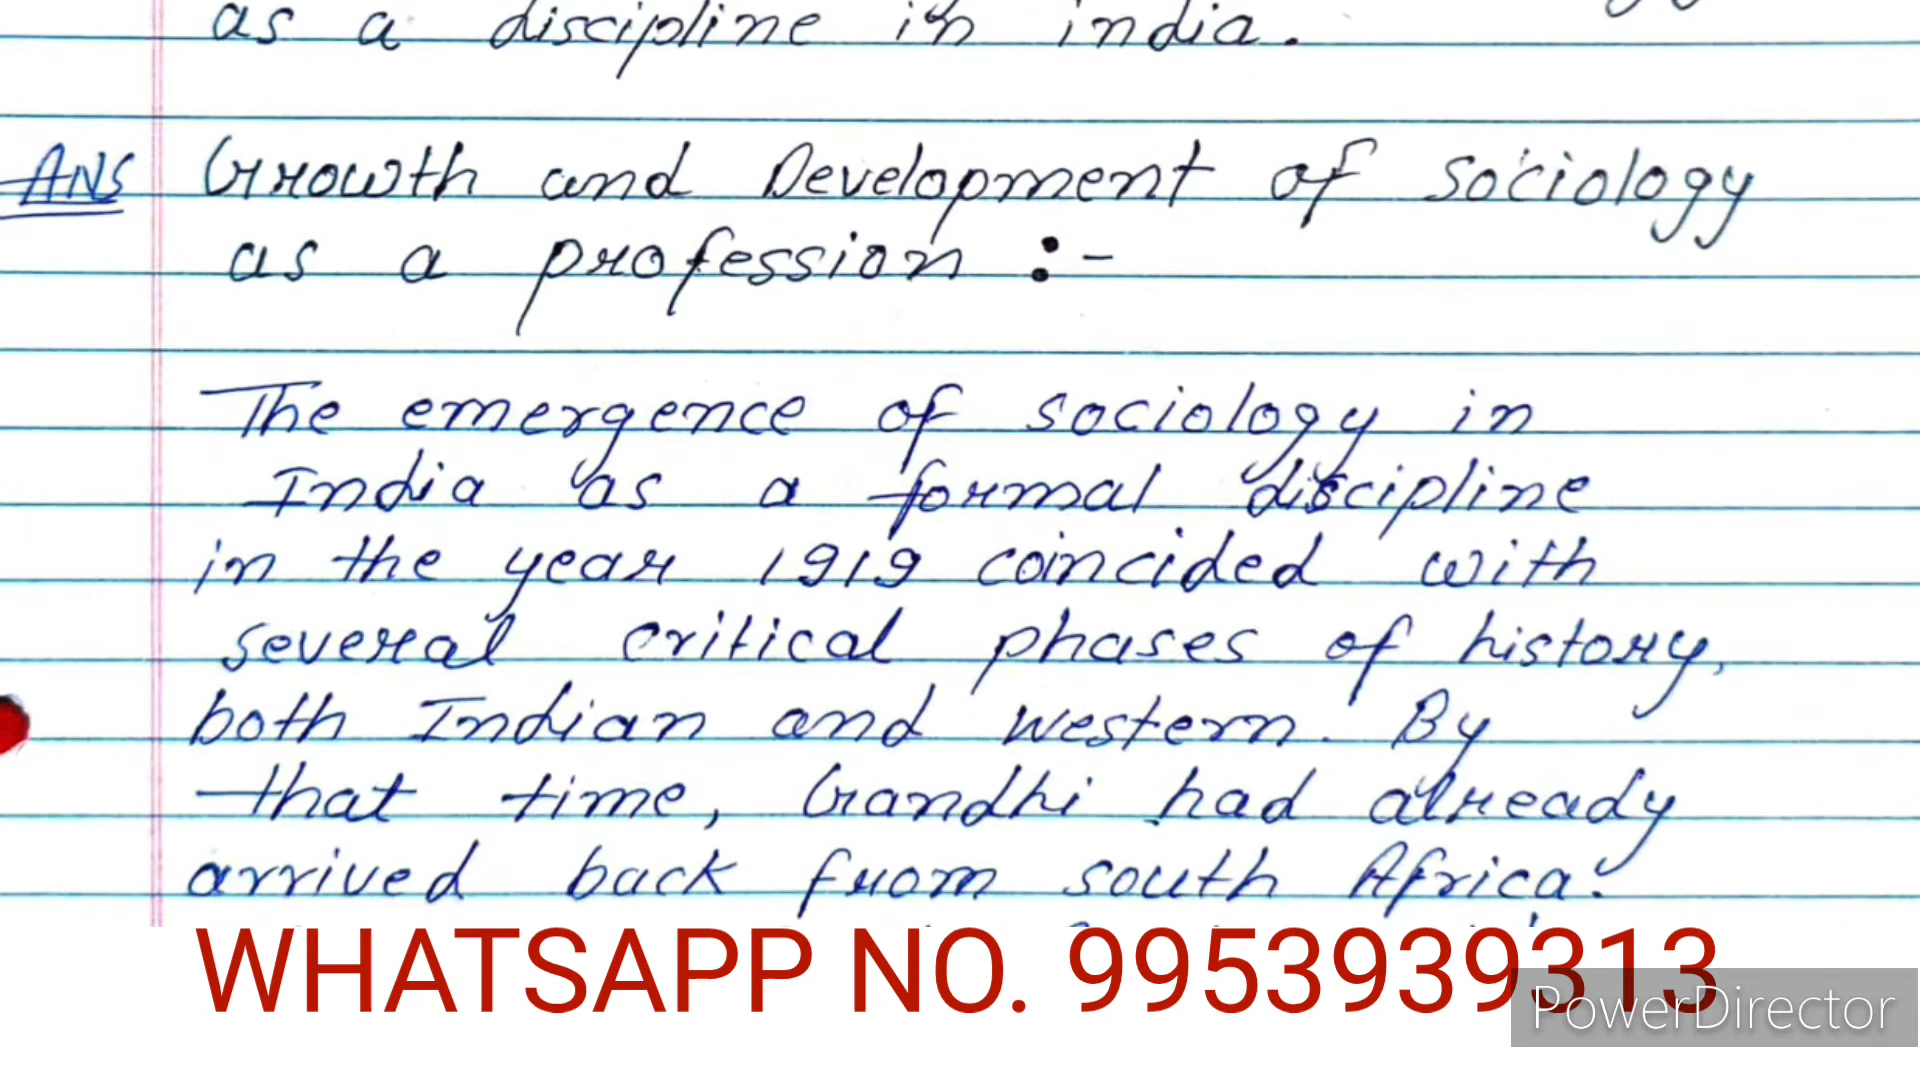 as a discipline in india.
ANS Growth and Development of sociology
as a profession :-
The emergence of sociology in
India as a formal discipline
in the year 1919 coincided with
several critical phases of history,
both Indian and western. By
that time, Gandhi had already
arrived back from south Africa.
WHATSAPP NO. 9953939313
PowerDirector